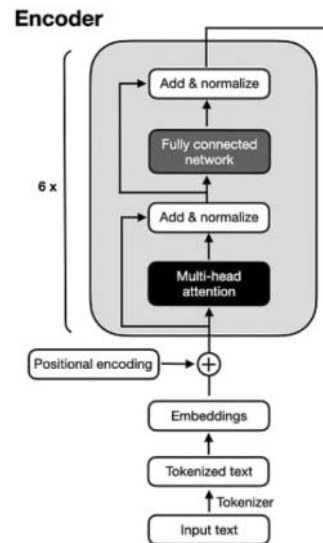 Encoder
Add & normalize
Fully connected
network
6 x
Add & normalize
Multi-head
attention
Positional encoding
+
Embeddings
Tokenized text
Tokenizer
Input text